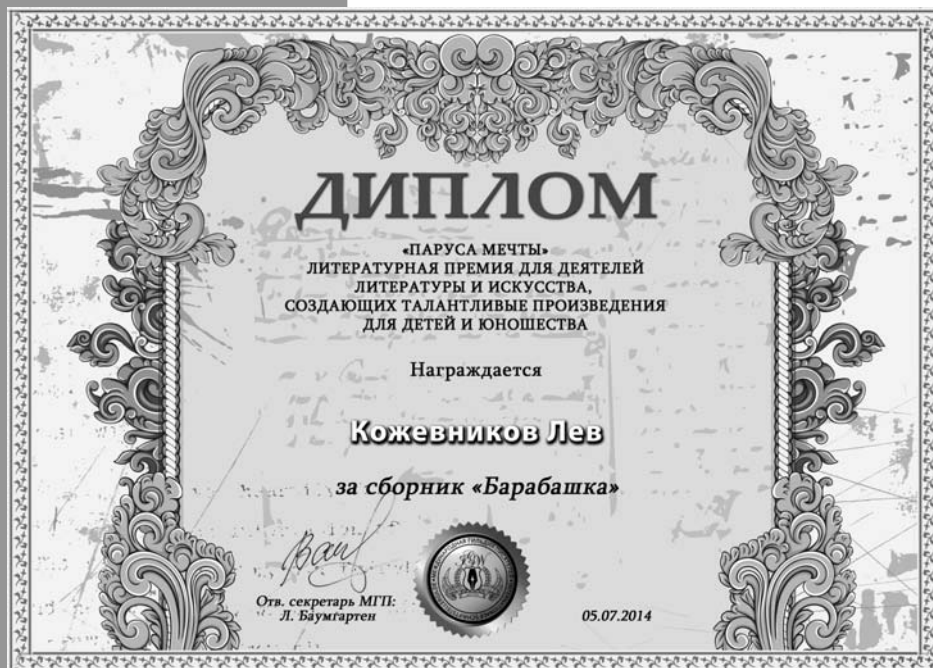 ДИПЛОМ
«ПАРУСА МЕЧТЫ»
ЛИТЕРАТУРНАЯ ПРЕМИЯ ДЛЯ ДЕЯТЕЛЕЙ
ЛИТЕРАТУРЫ И ИСКУССТВА,
СОЗДАЮЩИХ ТАЛАНТЛИВЫЕ ПРОИЗВЕДЕНИЯ
ДЛЯ ДЕТЕЙ И ЮНОШЕСТВА
Награждается
Кожевников Лев
за сборник «Барабашка»
Отв. секретарь МГП:
Л. Баумгартен
05.07.2014